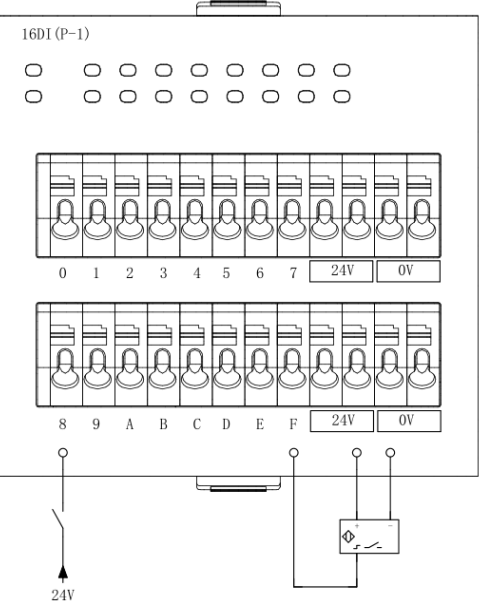 16DI(P-1)
0 1 2 3 4 5 6 7 24V 0V
8 9 A B C D E F 24V 0V
+ -
24V